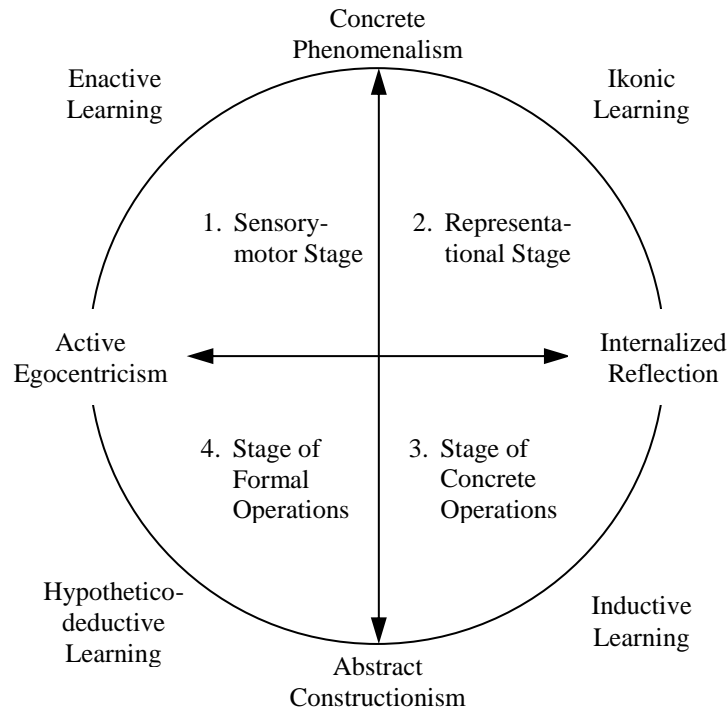 Concrete
Phenomenalism
Enactive
Learning
Ikonic
Learning
1. Sensory-
motor Stage
2. Representa-
tional Stage
Active
Egocentricism
Internalized
Reflection
4. Stage of
Formal
Operations
3. Stage of
Concrete
Operations
Hypothetico-
deductive
Learning
Inductive
Learning
Abstract
Constructionism